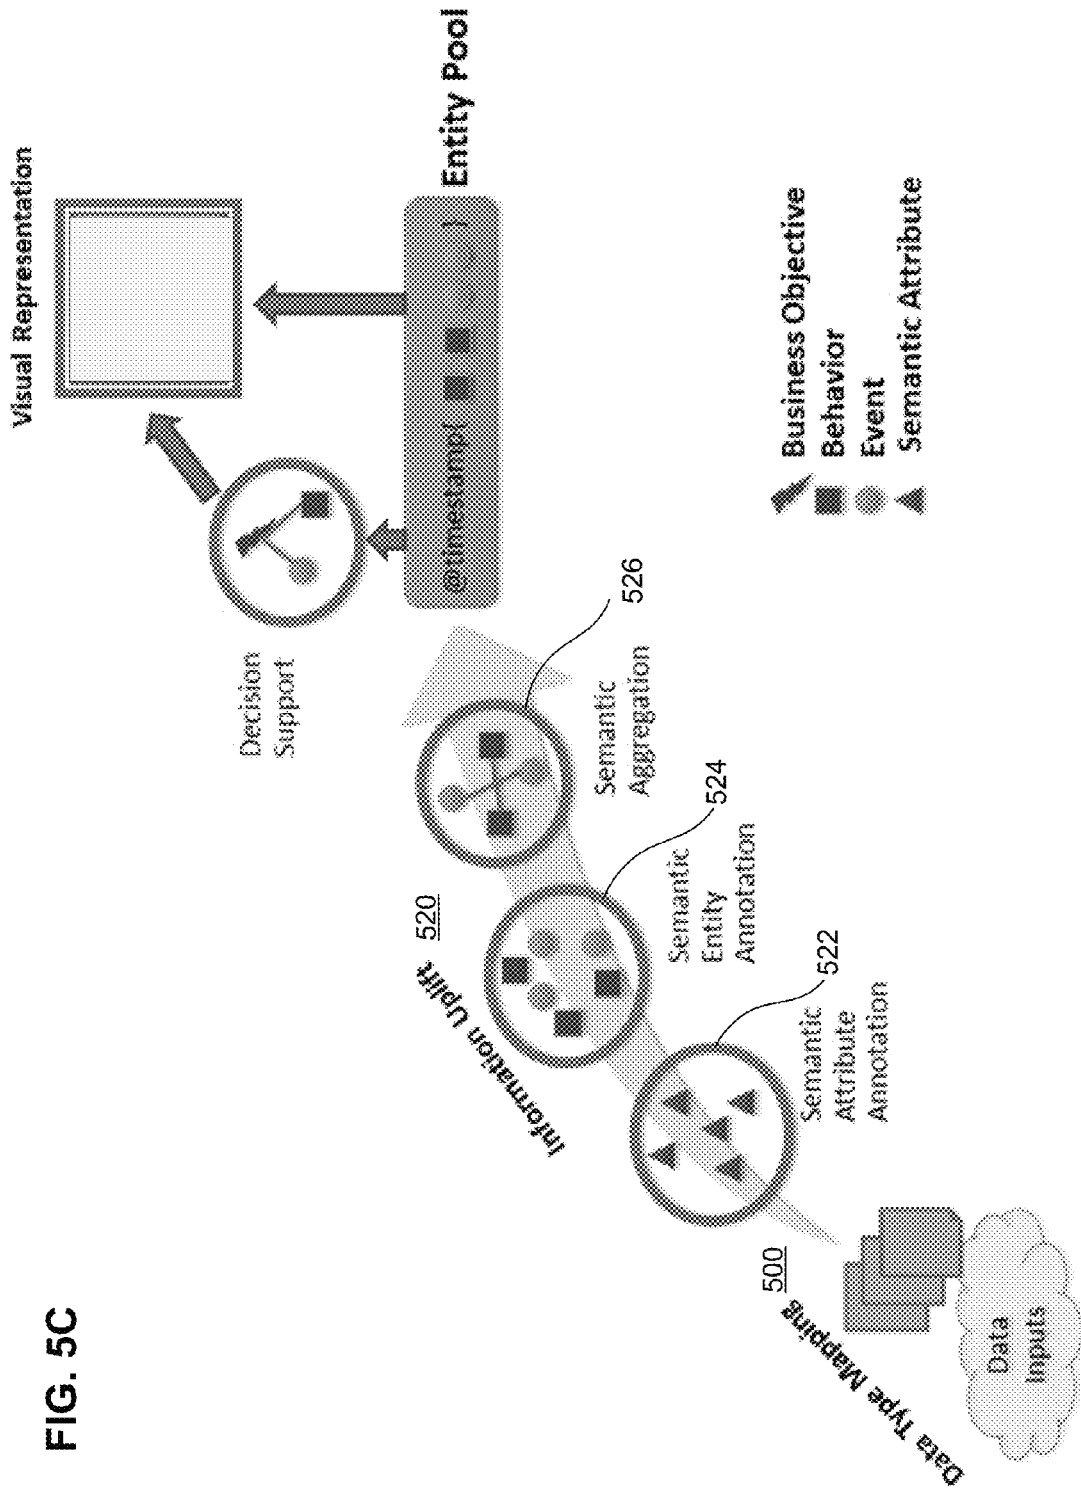 FIG. 5C
Visual Representation
Decision
Support
@timestamp{
}
Entity Pool
Information Uplift 520
526
Semantic
Aggregation
524
Semantic
Entity
Annotation
522
Semantic
Attribute
Annotation
500
Data Type Mapping
Data
Inputs
Business Objective
Behavior
Event
Semantic Attribute